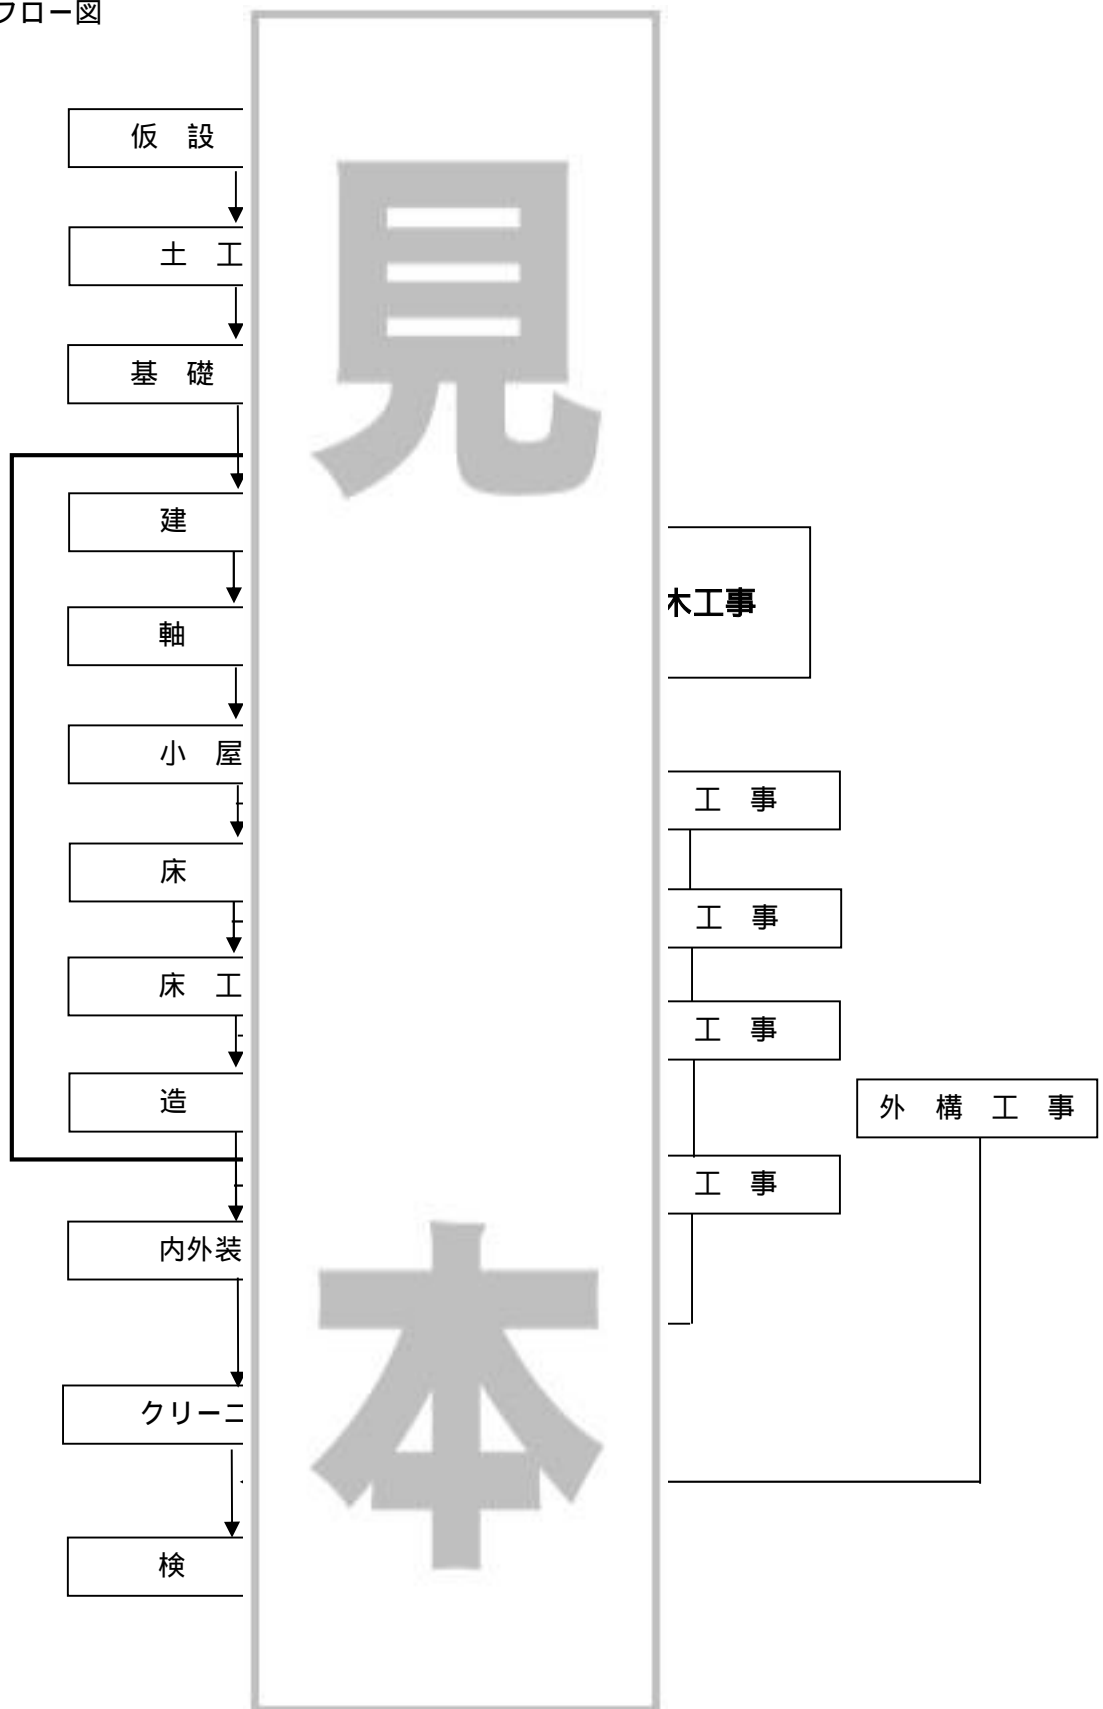 フロー図
仮 設
土 工
基 礎
建
軸
木工事
小 屋
工 事
床
工 事
床 工
工 事
造
外 構 工 事
工 事
内外装
クリーニ
検
見本